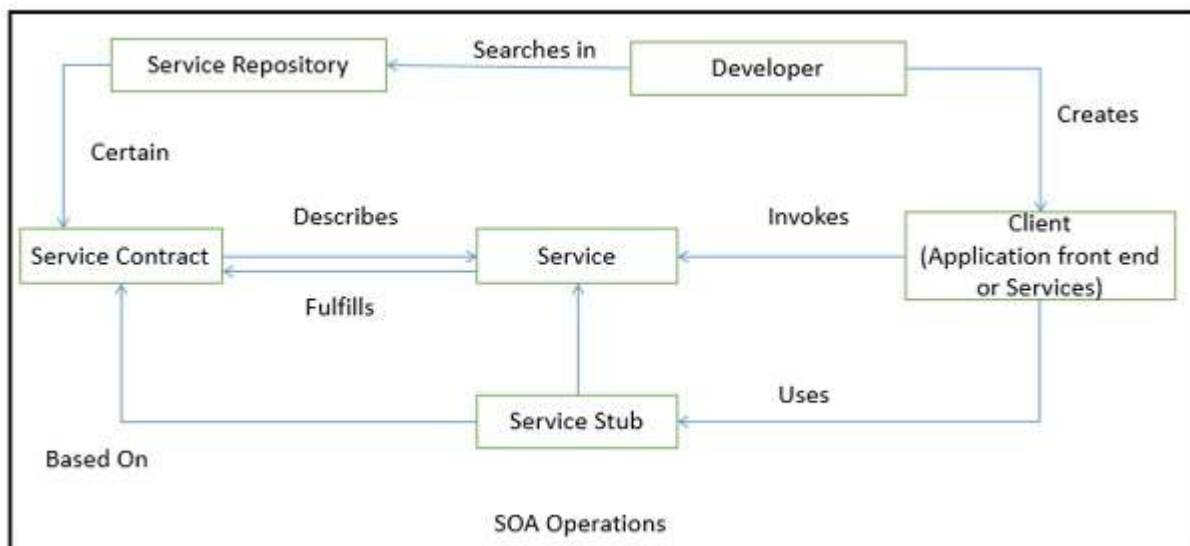 Searches in
Service Repository
Developer
Creates
Certain
Describes
Invokes
Client
(Application front end
or Services)
Service Contract
Service
Fulfills
Uses
Service Stub
Based On
SOA Operations